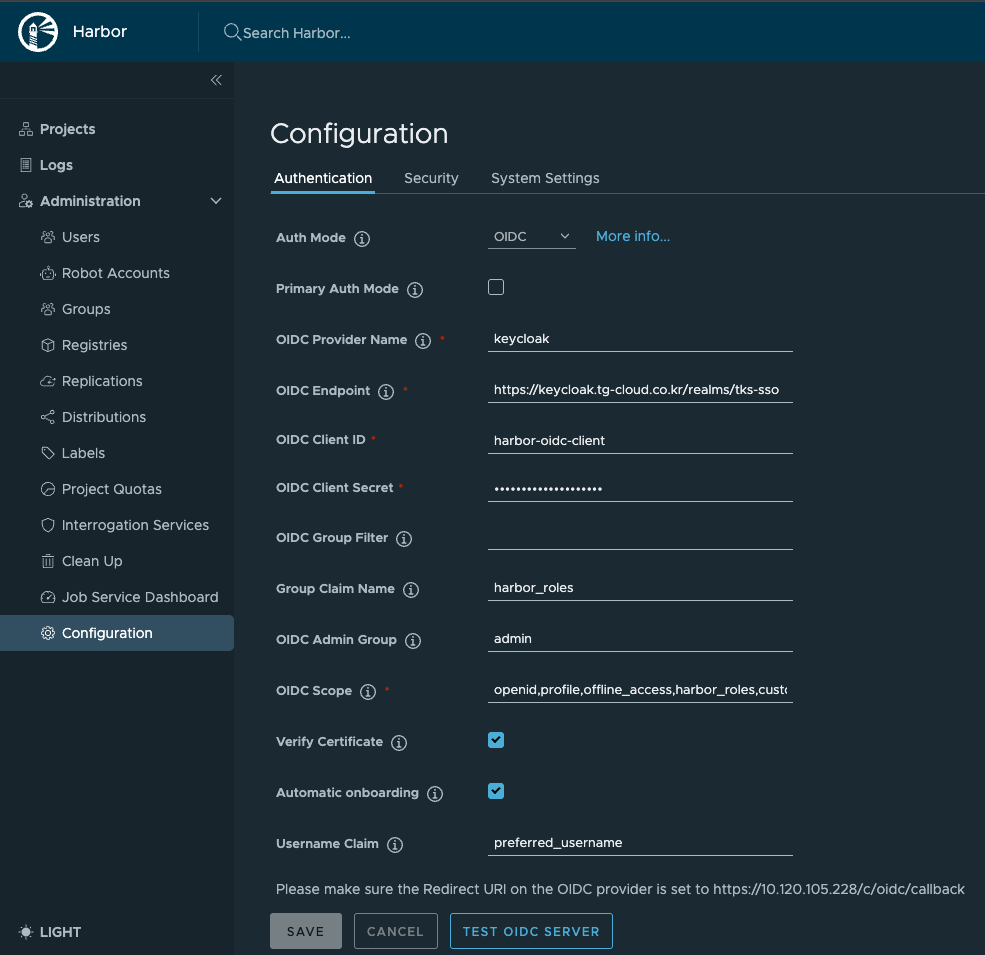 Harbor
Search Harbor...
Projects
Logs
Administration
Users
Robot Accounts
Groups
Registries
Replications
Distributions
Labels
Project Quotas
Interrogation Services
Clean Up
Job Service Dashboard
Configuration
LIGHT
Configuration
Authentication Security System Settings
Auth Mode OIDC More info...
Primary Auth Mode
OIDC Provider Name * keycloak
OIDC Endpoint * https://keycloak.tg-cloud.co.kr/realms/tks-sso
OIDC Client ID * harbor-oidc-client
OIDC Client Secret * ••••••••••••••••••••
OIDC Group Filter
Group Claim Name harbor_roles
OIDC Admin Group admin
OIDC Scope * openid,profile,offline_access,harbor_roles,custo
Verify Certificate
Automatic onboarding
Username Claim preferred_username
Please make sure the Redirect URI on the OIDC provider is set to https://10.120.105.228/c/oidc/callback
SAVE CANCEL TEST OIDC SERVER